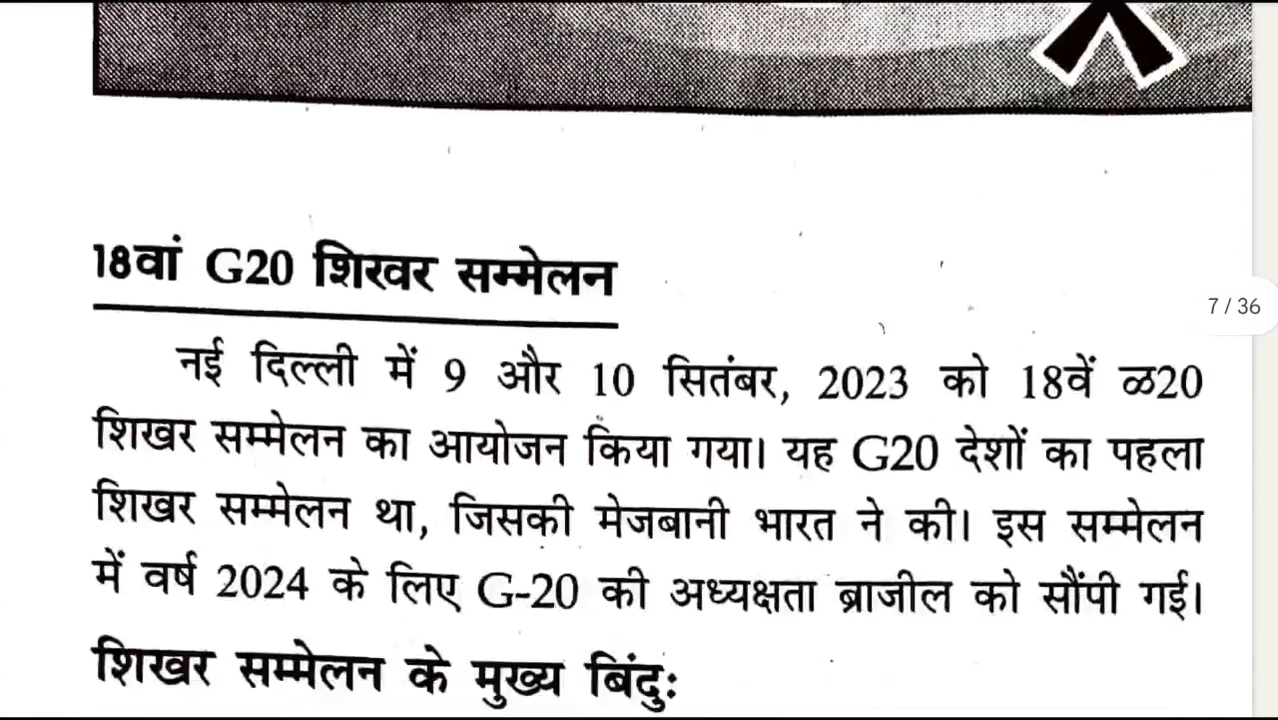 18वां G20 शिखर सम्मेलन
नई दिल्ली में 9 और 10 सितंबर, 2023 को 18वें ळ20
शिखर सम्मेलन का आयोजन किया गया। यह G20 देशों का पहला
शिखर सम्मेलन था, जिसकी मेजबानी भारत ने की। इस सम्मेलन
में वर्ष 2024 के लिए G-20 की अध्यक्षता ब्राजील को सौंपी गई।
शिखर सम्मेलन के मुख्य बिंदुः
7 / 36